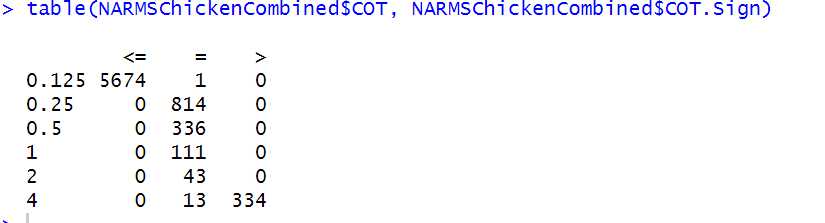 > table(NARMSChickenCombined$COT, NARMSChickenCombined$COT.Sign)
<= = >
0.125 5674 1 0
0.25 0 814 0
0.5 0 336 0
1 0 111 0
2 0 43 0
4 0 13 334
>